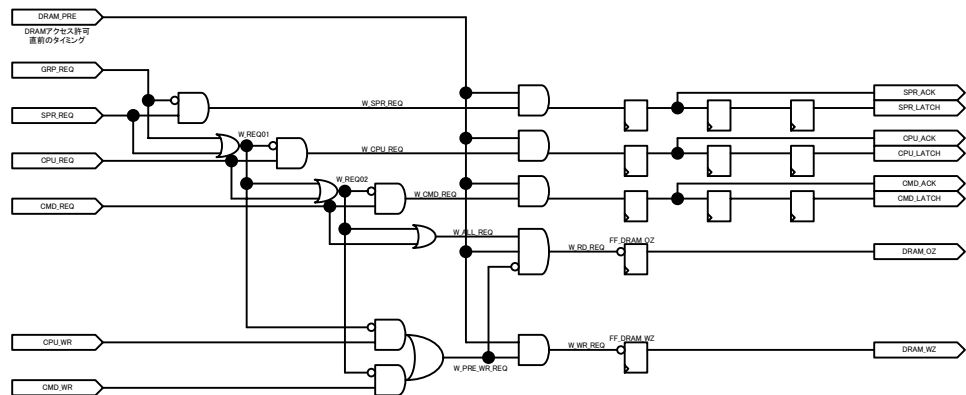 DRAM_PRE
DRAMアクセス許可
直前のタイミング
GRP_REQ
SPR_REQ
CPU_REQ
CMD_REQ
CPU_WR
CMD_WR
W_REQ01
W_REQ02
W_SPR_REQ
W_CPU_REQ
W_CMD_REQ
W_ALL_REQ
W_PRE_WR_REQ
W_RD_REQ
W_WR_REQ
FF_DRAM_OZ
FF_DRAM_WZ
SPR_ACK
SPR_LATCH
CPU_ACK
CPU_LATCH
CMD_ACK
CMD_LATCH
DRAM_OZ
DRAM_WZ